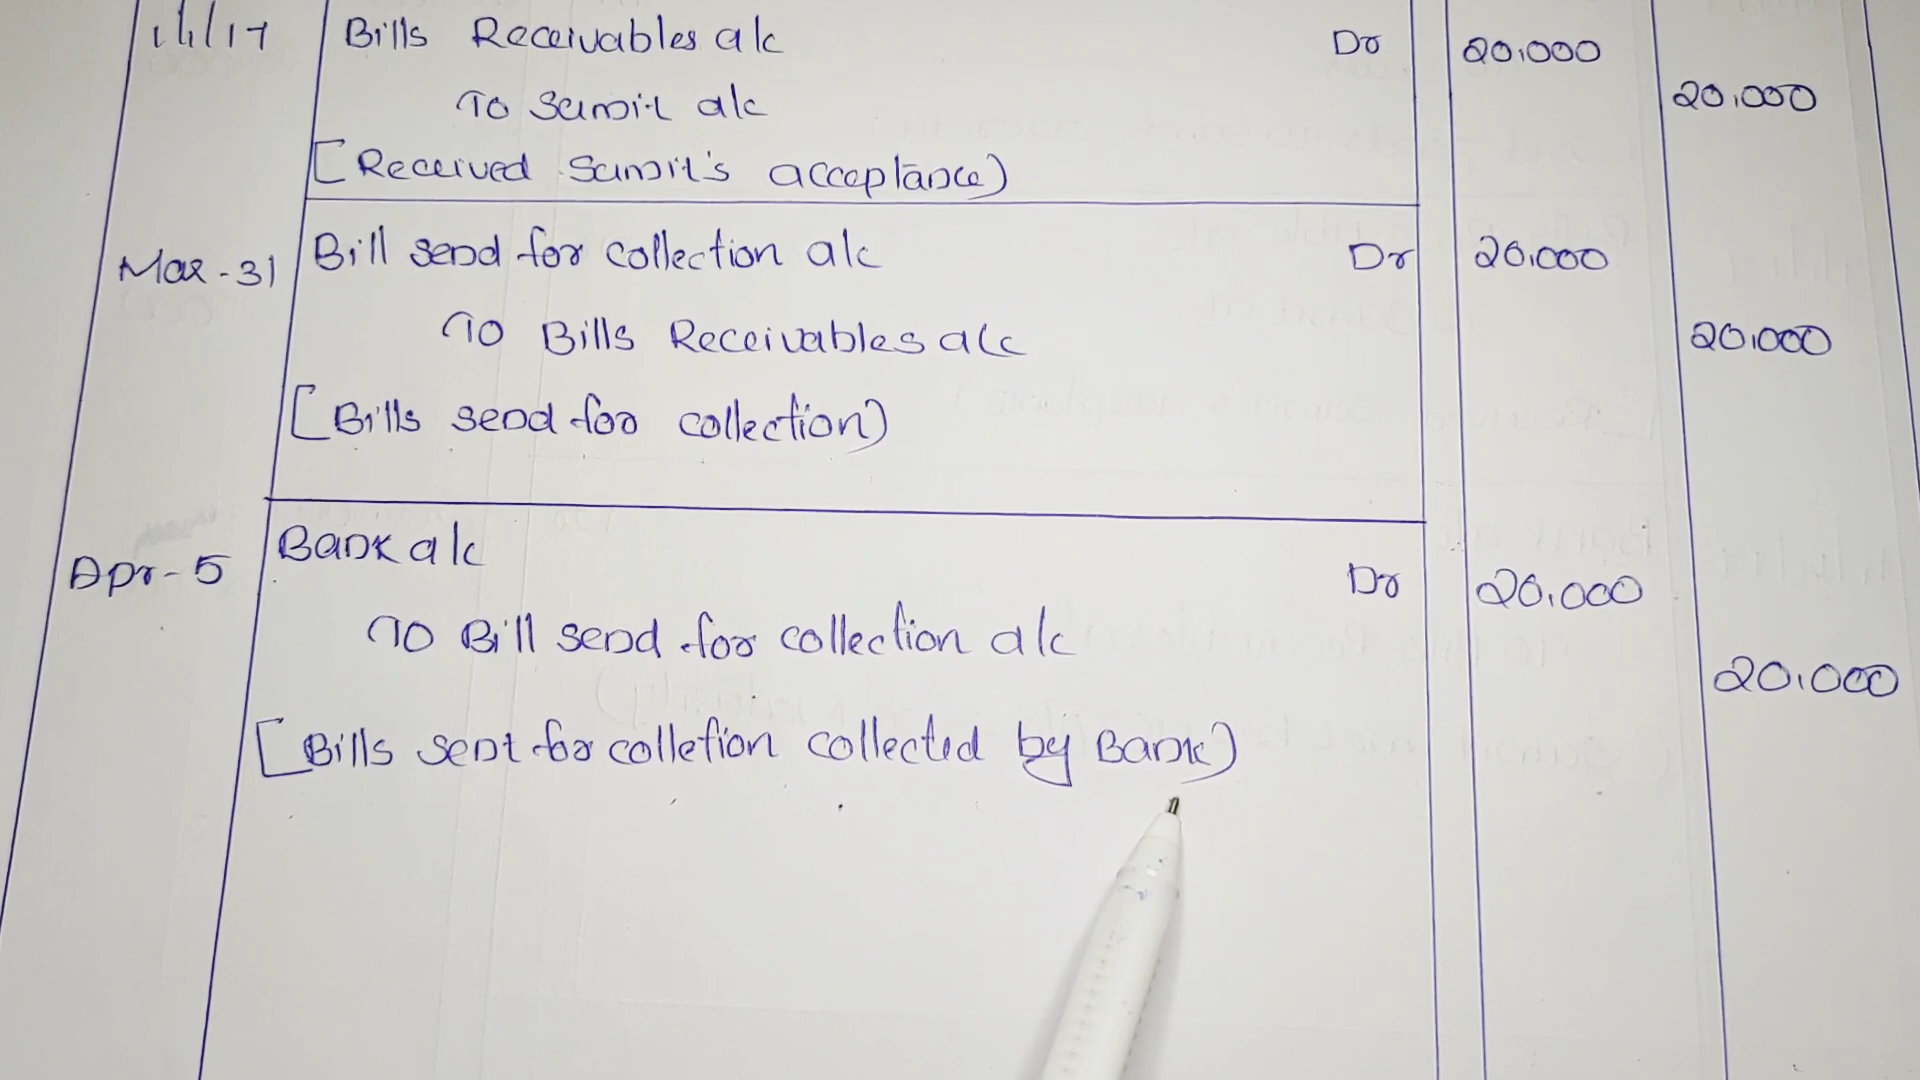 1/1/17 Bills Receivables a/c Dr 20,000
To Sumit a/c 20,000
[Received Sumit's acceptance)
Mar-31 Bill send for collection a/c Dr 20,000
To Bills Receivables a/c 20,000
[Bills send for collection)
Apr-5 Bank a/c Dr 20,000
To Bill send for collection a/c 20,000
[Bills sent for colletion collected by Bank)